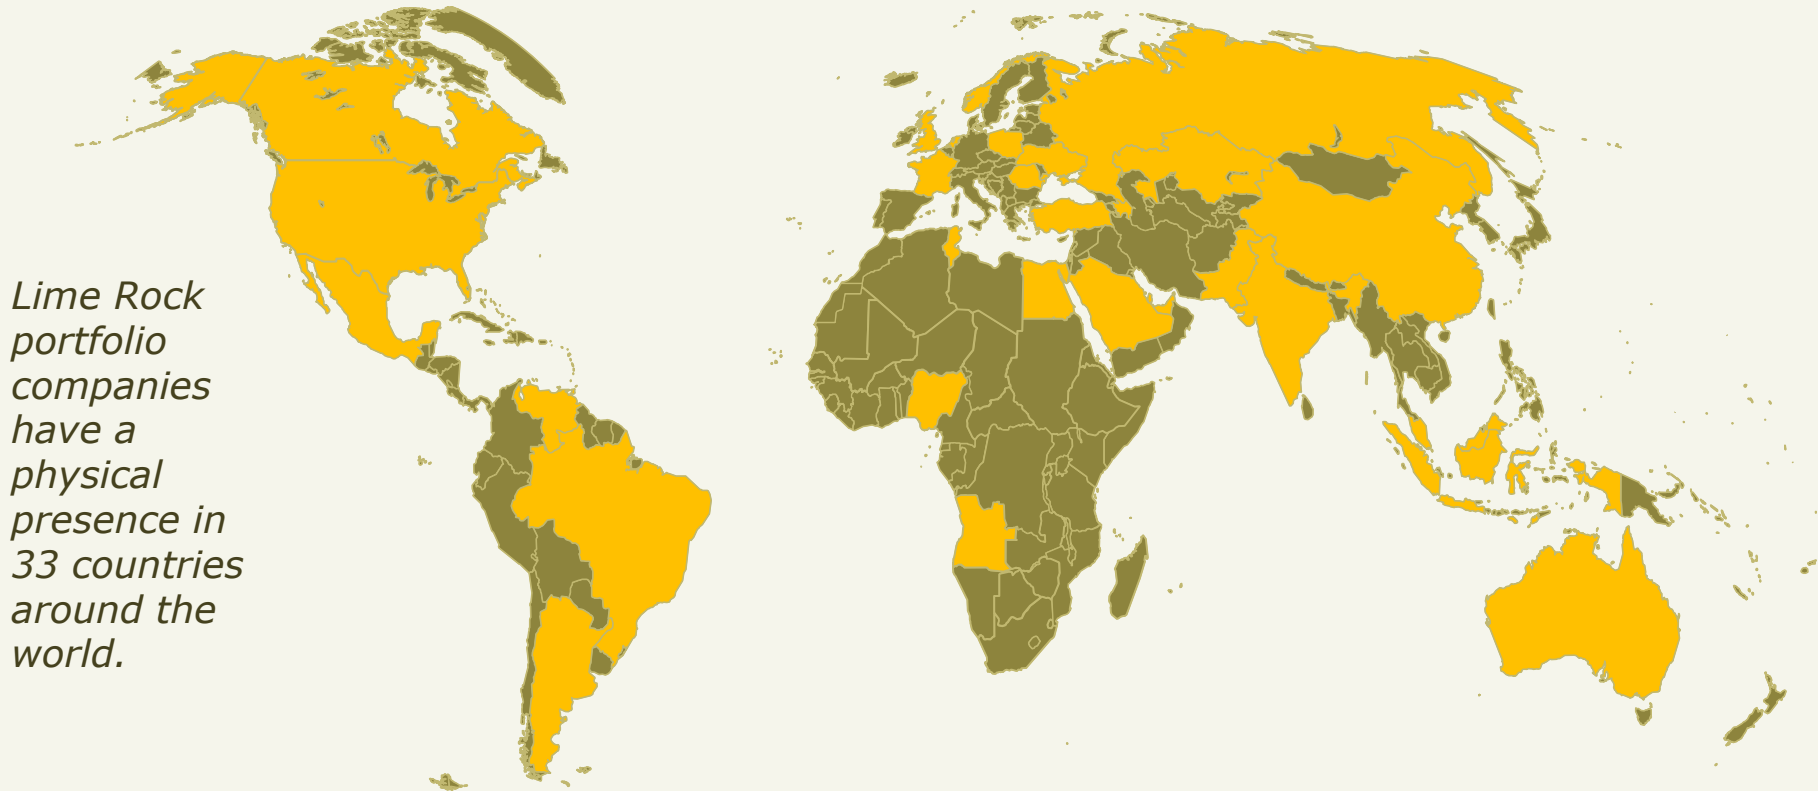 Lime Rock
portfolio
companies
have a
physical
presence in
33 countries
around the
world.